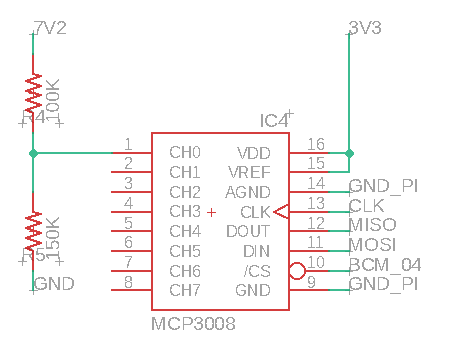 7V2
3V3
100K
R4
IC4
1 CH0 VDD 16
2 CH1 VREF 15
3 CH2 AGND 14 GND_PI
4 CH3 CLK 13 CLK
5 CH4 DOUT 12 MISO
6 CH5 DIN 11 MOSI
7 CH6 /CS 10 BCM_04
8 CH7 GND 9 GND_PI
150K
R5
GND
MCP3008